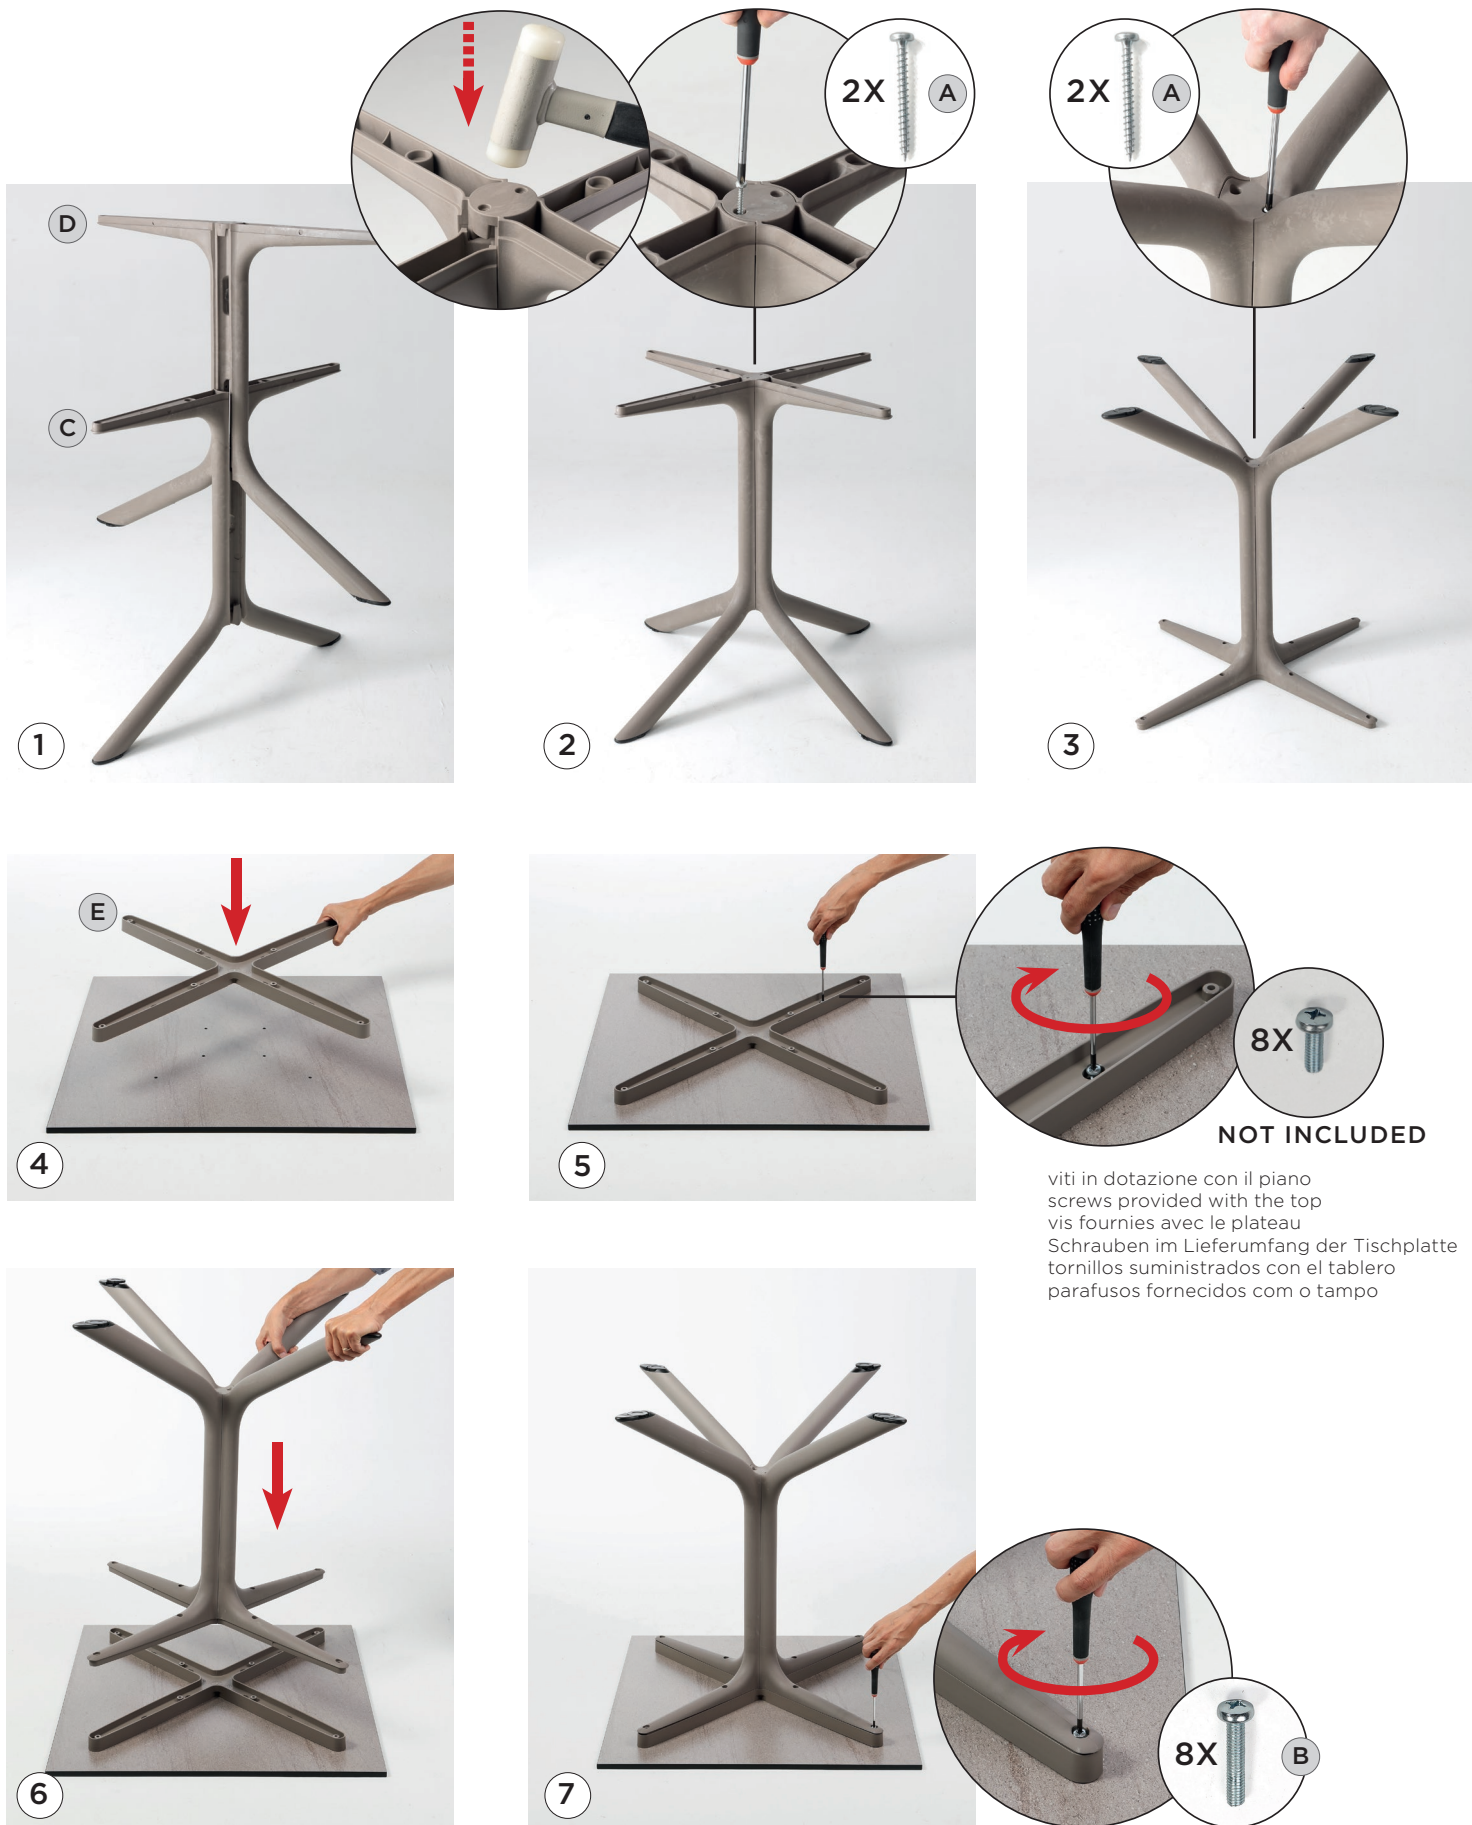 2X
A
2X
A
D
C
1
2
3
E
4
5
8X
NOT INCLUDED
viti in dotazione con il piano
screws provided with the top
vis fournies avec le plateau
Schrauben im Lieferumfang der Tischplatte
tornillos suministrados con el tablero
parafusos fornecidos com o tampo
6
7
8X
B